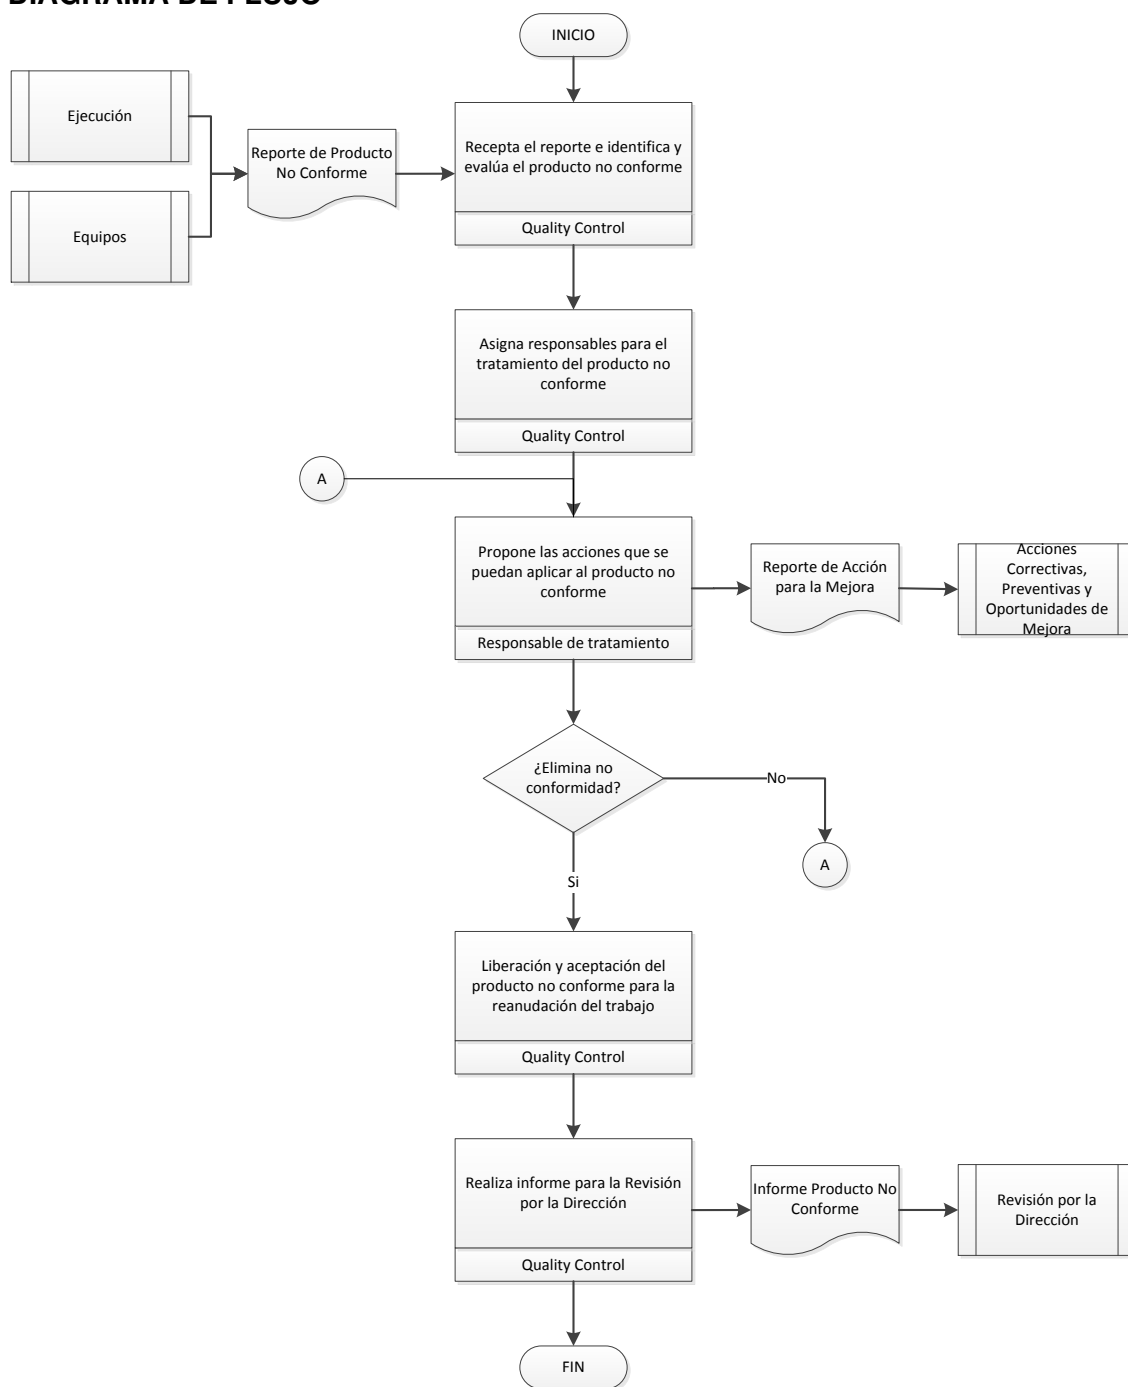 DIAGRAMA DE FLUJO
INICIO
Ejecución
Equipos
Reporte de Producto
No Conforme
Recepta el reporte e identifica y
evalúa el producto no conforme
Quality Control
Asigna responsables para el
tratamiento del producto no
conforme
Quality Control
A
Propone las acciones que se
puedan aplicar al producto no
conforme
Responsable de tratamiento
Reporte de Acción
para la Mejora
Acciones
Correctivas,
Preventivas y
Oportunidades de
Mejora
¿Elimina no
conformidad?
No
A
Si
Liberación y aceptación del
producto no conforme para la
reanudación del trabajo
Quality Control
Realiza informe para la Revisión
por la Dirección
Quality Control
Informe Producto No
Conforme
Revisión por la
Dirección
FIN